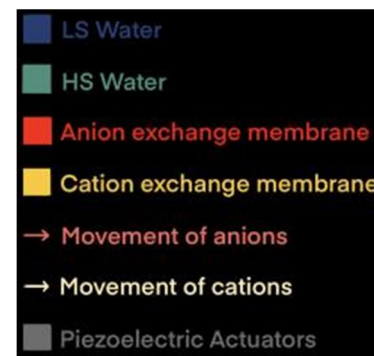 LS Water
HS Water
Anion exchange membrane
Cation exchange membrane
→ Movement of anions
→ Movement of cations
Piezoelectric Actuators